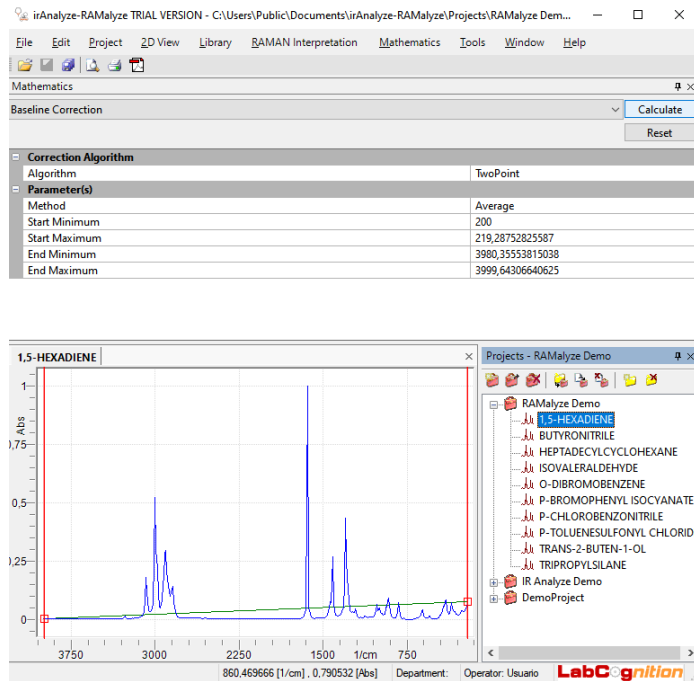 irAnalyze-RAMalyze TRIAL VERSION - C:\Users\Public\Documents\irAnalyze-RAMalyze\Projects\RAMalyze Dem...
File Edit Project 2D View Library RAMAN Interpretation Mathematics Tools Window Help
Mathematics
Baseline Correction Calculate
Reset
Correction Algorithm
Algorithm TwoPoint
Parameter(s)
Method Average
Start Minimum 200
Start Maximum 219,28752825587
End Minimum 3980,35553815038
End Maximum 3999,64306640625
1,5-HEXADIENE
Projects - RAMalyze Demo
RAMalyze Demo
1,5-HEXADIENE
BUTYRONITRILE
HEPTADECYLCYCLOHEXANE
ISOVALERALDEHYDE
O-DIBROMOBENZENE
P-BROMOPHENYL ISOCYANATE
P-CHLOROBENZONITRILE
P-TOLUENESULFONYL CHLORID
TRANS-2-BUTEN-1-OL
TRIPROPYLSILANE
IR Analyze Demo
DemoProject
1
Abs
,75
0,5
,25
0
3750 3000 2250 1500 1/cm 750
860,469666 [1/cm] , 0,790532 [Abs] Department: Operator: Usuario LabCognition